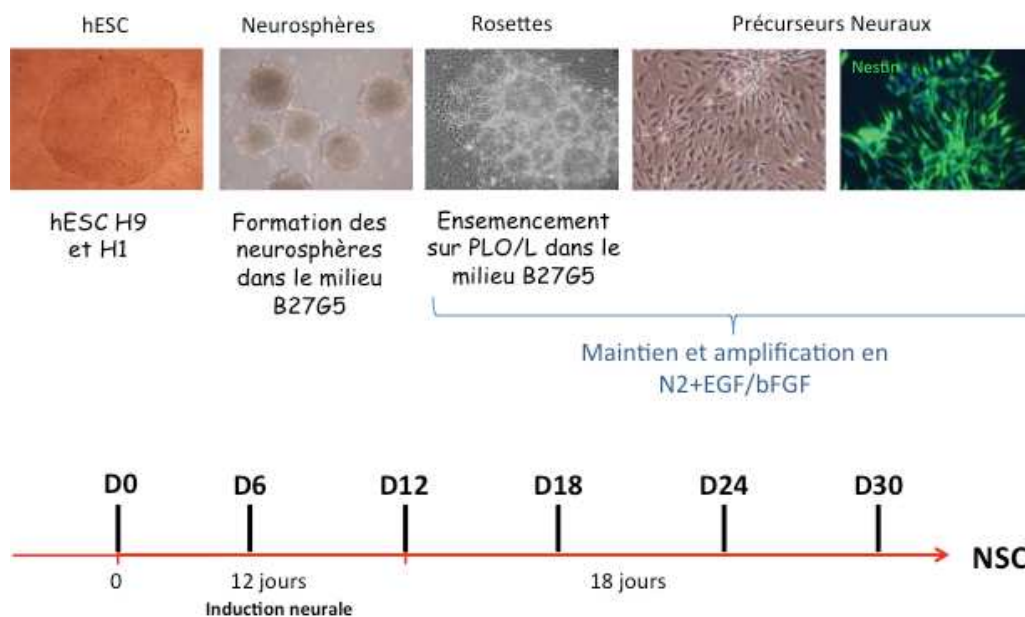 hESC
Neurosphères
Rosettes
Précurseurs Neuraux
Nestin
hESC H9
et H1
Formation des
neurosphères
dans le milieu
B27G5
Ensemencement
sur PLO/L dans le
milieu B27G5
Maintien et amplification en
N2+EGF/bFGF
D0 D6 D12 D18 D24 D30
NSC
0 12 jours 18 jours
Induction neurale